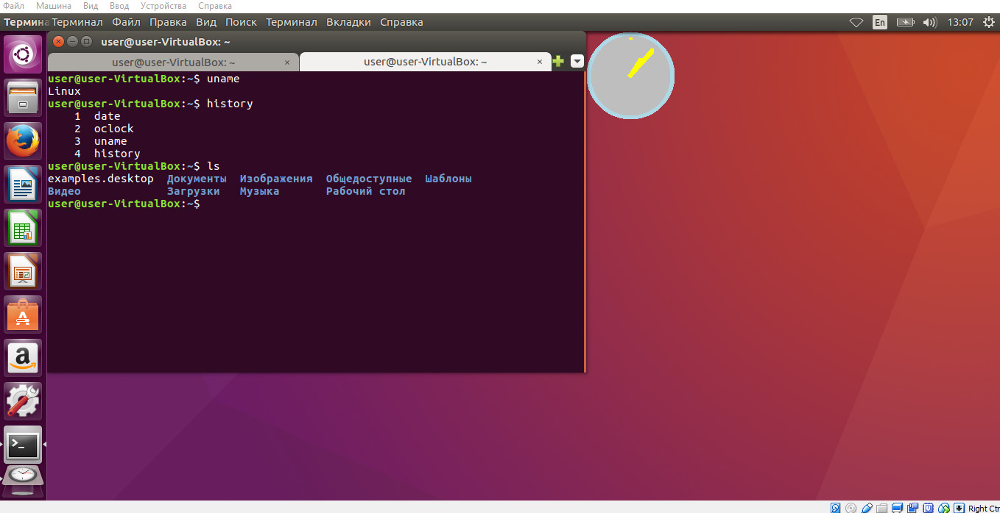 Файл Машина Вид Ввод Устройства Справка
Термина Терминал Файл Правка Вид Поиск Терминал Вкладки Справка En 13:07
user@user-VirtualBox: ~
user@user-VirtualBox: ~ × user@user-VirtualBox: ~ ×
user@user-VirtualBox:~$ uname
Linux
user@user-VirtualBox:~$ history
1 date
2 oclock
3 uname
4 history
user@user-VirtualBox:~$ ls
examples.desktop Документы Изображения Общедоступные Шаблоны
Видео Загрузки Музыка Рабочий стол
user@user-VirtualBox:~$
Right Ctr